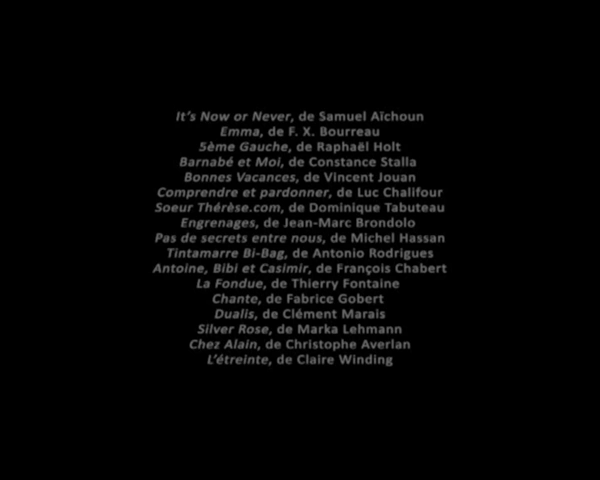 It's Now or Never, de Samuel Aïchoun
Emma, de F. X. Bourreau
5ème Gauche, de Raphaël Holt
Barnabé et Moi, de Constance Stalla
Bonnes Vacances, de Vincent Jouan
Comprendre et pardonner, de Luc Chalifour
Soeur Thérèse.com, de Dominique Tabuteau
Engrenages, de Jean-Marc Brondolo
Pas de secrets entre nous, de Michel Hassan
Tintamarre Bi-Bag, de Antonio Rodrigues
Antoine, Bibi et Casimir, de François Chabert
La Fondue, de Thierry Fontaine
Chante, de Fabrice Gobert
Dualis, de Clément Marais
Silver Rose, de Marka Lehmann
Chez Alain, de Christophe Averlan
L'étreinte, de Claire Winding